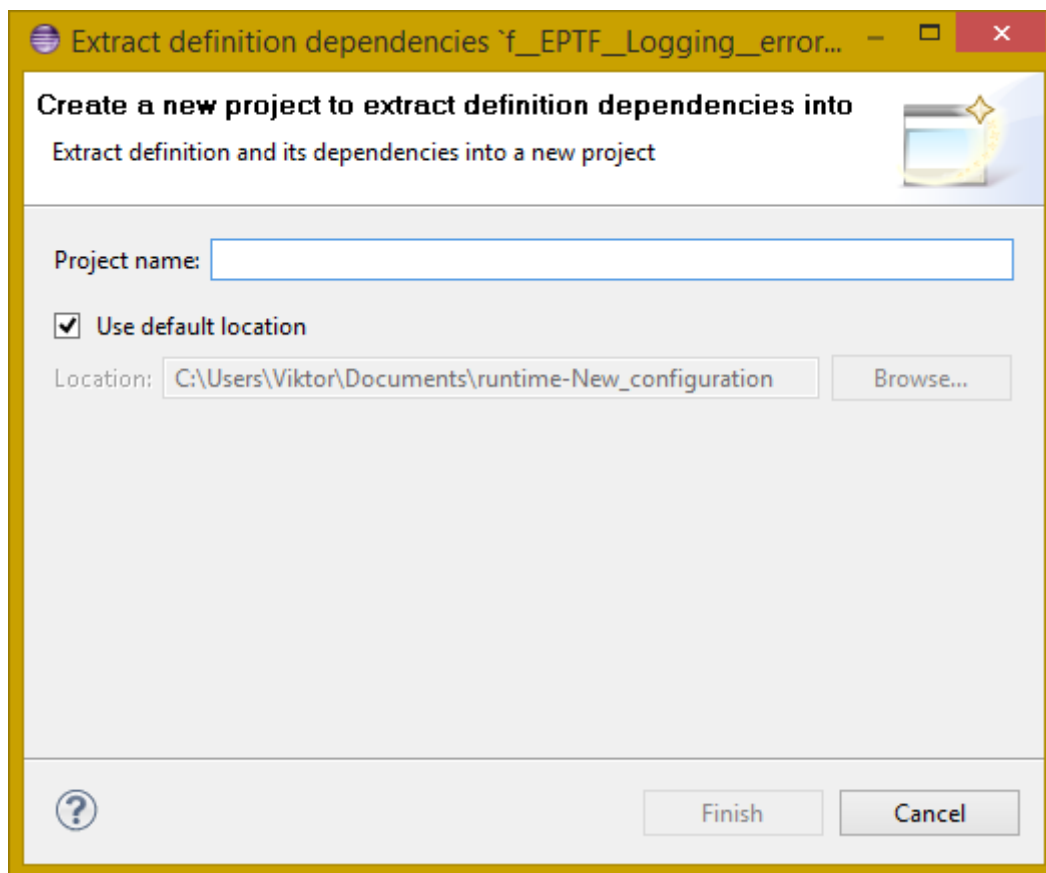 Extract definition dependencies `f__EPTF__Logging__error...
Create a new project to extract definition dependencies into
Extract definition and its dependencies into a new project
Project name:
Use default location
Location: C:\Users\Viktor\Documents\runtime-New_configuration Browse...
Finish Cancel